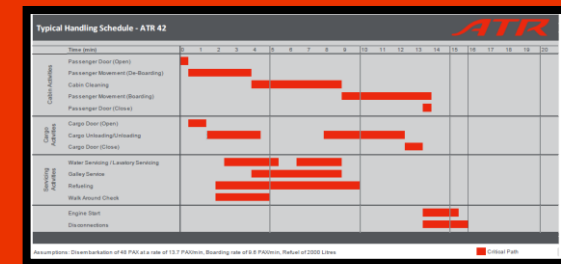 Typical Handling Schedule - ATR 42
ATR
Time (min) 0 1 2 3 4 5 6 7 8 9 10 11 12 13 14 15 16 17 18 19 20
Cabin Activities
Passenger Door (Open)
Passenger Movement (De-Boarding)
Cabin Cleaning
Passenger Movement (Boarding)
Passenger Door (Close)
Cargo Activities
Cargo Door (Open)
Cargo Unloading/Unloading
Cargo Door (Close)
Servicing Activities
Water Servicing / Lavatory Servicing
Galley Service
Refueling
Walk Around Check
Engine Start
Disconnections
Assumptions: Disembarkation of 48 PAX at a rate of 13.7 PAX/min, Boarding rate of 9.6 PAX/min, Refuel of 2000 Litres
Critical Path